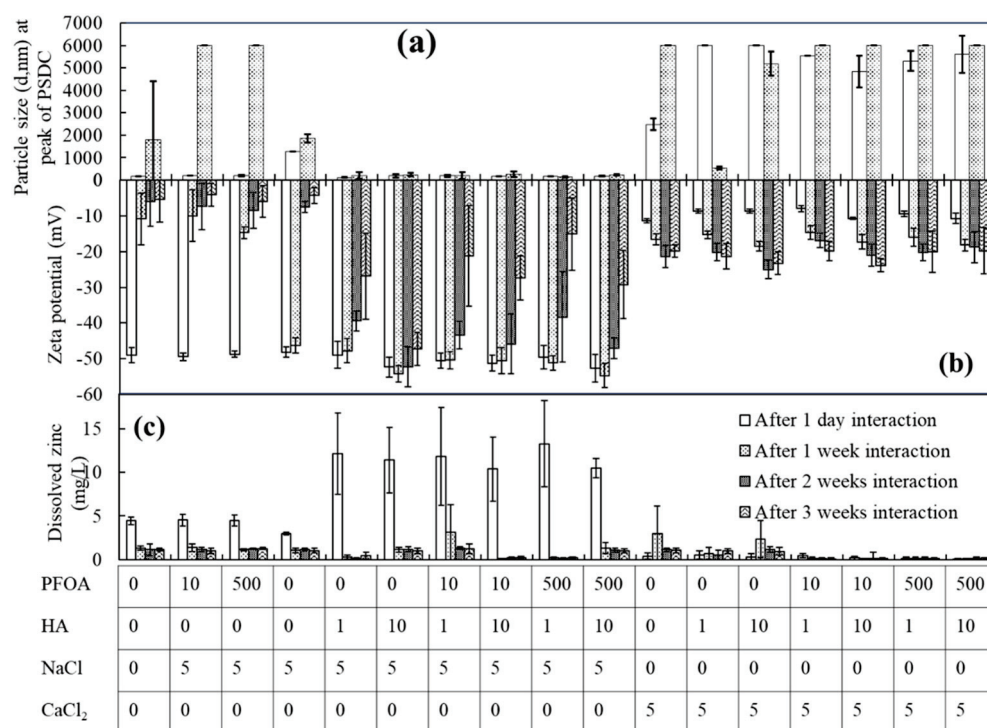 7000
6000
5000
4000
3000
2000
1000
0
-10
-20
-30
-40
-50
-60
15
10
5
0
Particle size (d,nm) at
peak of PSDC
Zeta potential (mV)
Dissolved zinc
(mg/L)
(a)
(b)
(c)
After 1 day interaction
After 1 week interaction
After 2 weeks interaction
After 3 weeks interaction
PFOA 0 10 500 0 0 0 10 10 500 500 0 0 0 10 10 500 500
HA 0 0 0 0 1 10 1 10 1 10 0 1 10 1 10 1 10
NaCl 0 5 5 5 5 5 5 5 5 5 0 0 0 0 0 0 0
CaCl₂ 0 0 0 0 0 0 0 0 0 0 5 5 5 5 5 5 5